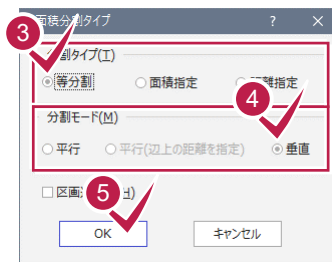 面積分割タイプ ? ×
3
分割タイプ(T)
等分割 面積指定 距離指定
4
分割モード(M)
平行 平行(辺上の距離を指定) 垂直
5
区画
OK キャンセル